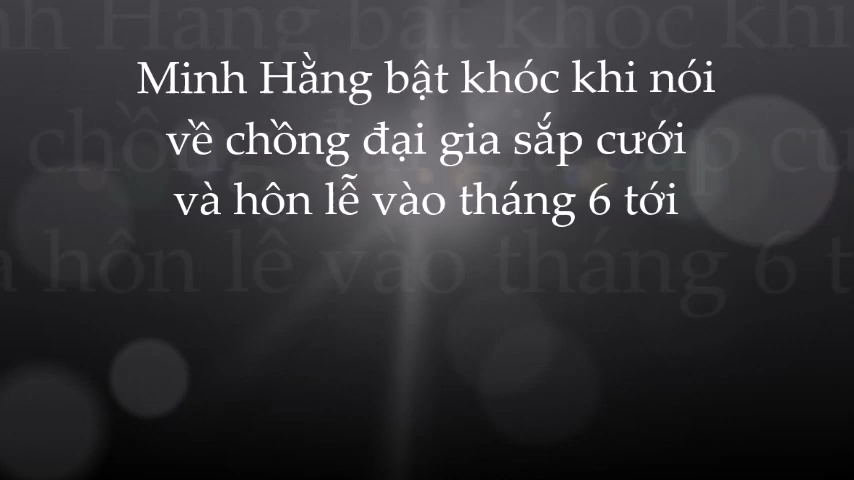 Minh Hằng bật khóc khi nói
về chồng đại gia sắp cưới
và hôn lễ vào tháng 6 tới